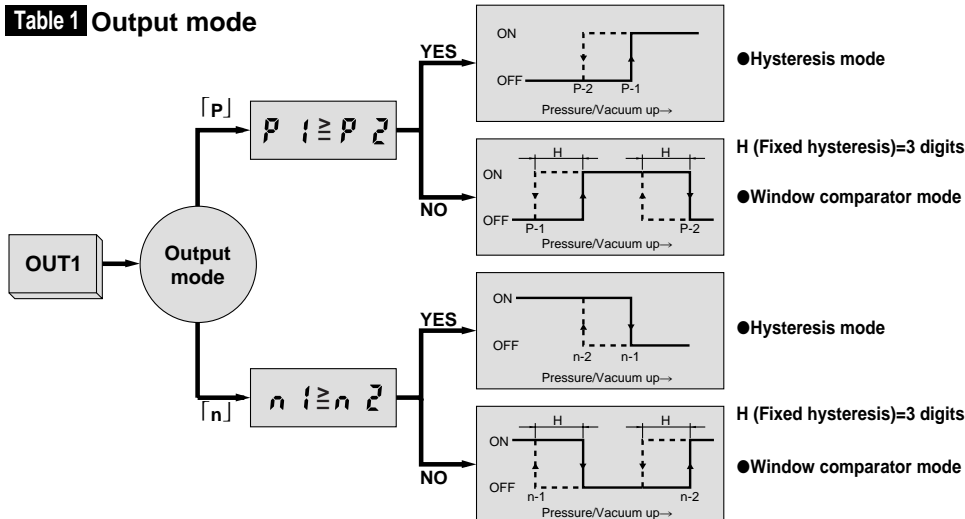 Table 1 Output mode
OUT1
Output
mode
「P」
P 1≧P 2
YES
ON
OFF
P-2 P-1
Pressure/Vacuum up→
●Hysteresis mode
NO
H H
ON
OFF
P-1 P-2
Pressure/Vacuum up→
H (Fixed hysteresis)=3 digits
●Window comparator mode
「n」
n 1≧n 2
YES
ON
OFF
n-2 n-1
Pressure/Vacuum up→
●Hysteresis mode
NO
H H
ON
OFF
n-1 n-2
Pressure/Vacuum up→
H (Fixed hysteresis)=3 digits
●Window comparator mode